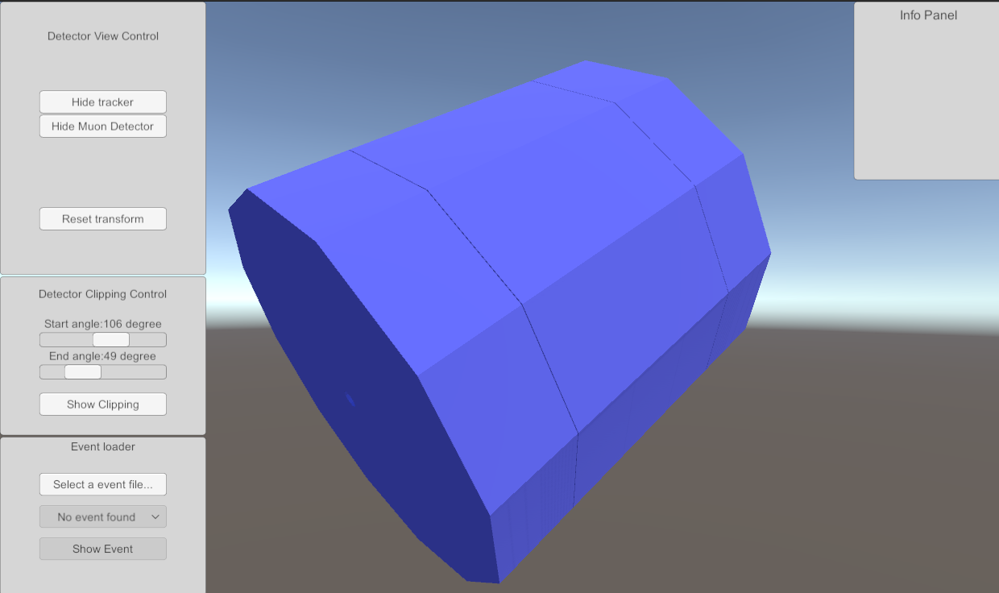 Detector View Control
Hide tracker
Hide Muon Detector
Reset transform
Detector Clipping Control
Start angle:106 degree
End angle:49 degree
Show Clipping
Event loader
Select a event file...
No event found
Show Event
Info Panel